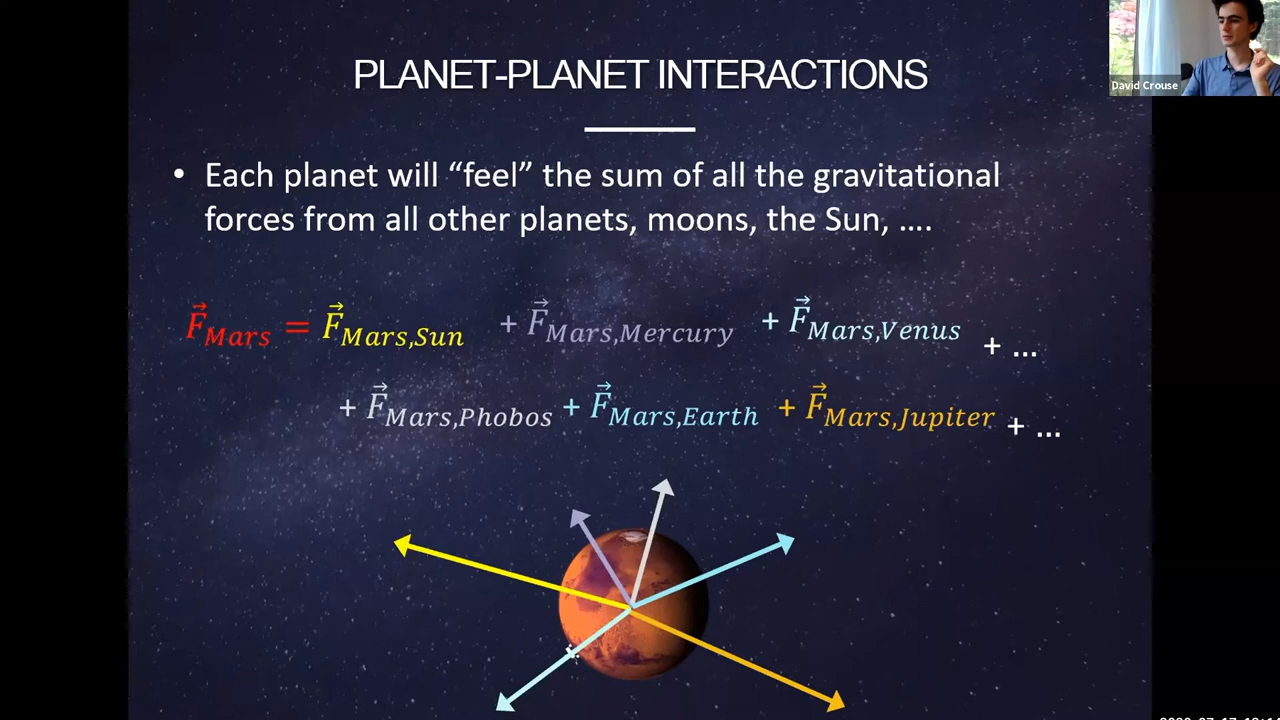 David Crouse
PLANET-PLANET INTERACTIONS
• Each planet will “feel” the sum of all the gravitational
forces from all other planets, moons, the Sun, ….
F⃗_Mars = F⃗_Mars,Sun + F⃗_Mars,Mercury + F⃗_Mars,Venus + ...
+ F⃗_Mars,Phobos + F⃗_Mars,Earth + F⃗_Mars,Jupiter + ...